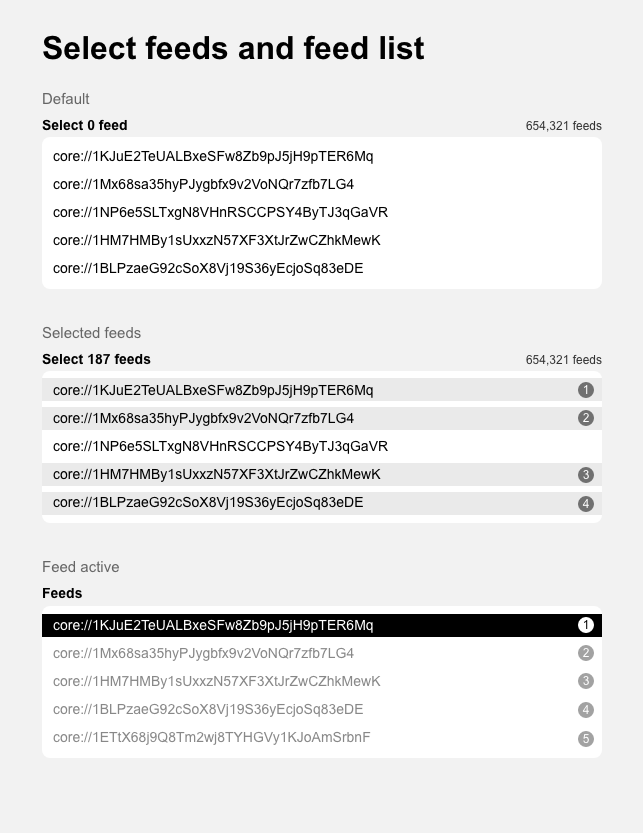 Select feeds and feed list
Default
Select 0 feed 654,321 feeds
core://1KJuE2TeUALBxeSFw8Zb9pJ5jH9pTER6Mq
core://1Mx68sa35hyPJygbfx9v2VoNQr7zfb7LG4
core://1NP6e5SLTxgN8VHnRSCCPSY4ByTJ3qGaVR
core://1HM7HMBy1sUxxzN57XF3XtJrZwCZhkMewK
core://1BLPzaeG92cSoX8Vj19S36yEcjoSq83eDE
Selected feeds
Select 187 feeds 654,321 feeds
core://1KJuE2TeUALBxeSFw8Zb9pJ5jH9pTER6Mq 1
core://1Mx68sa35hyPJygbfx9v2VoNQr7zfb7LG4 2
core://1NP6e5SLTxgN8VHnRSCCPSY4ByTJ3qGaVR
core://1HM7HMBy1sUxxzN57XF3XtJrZwCZhkMewK 3
core://1BLPzaeG92cSoX8Vj19S36yEcjoSq83eDE 4
Feed active
Feeds
core://1KJuE2TeUALBxeSFw8Zb9pJ5jH9pTER6Mq 1
core://1Mx68sa35hyPJygbfx9v2VoNQr7zfb7LG4 2
core://1HM7HMBy1sUxxzN57XF3XtJrZwCZhkMewK 3
core://1BLPzaeG92cSoX8Vj19S36yEcjoSq83eDE 4
core://1ETtX68j9Q8Tm2wj8TYHGVy1KJoAmSrbnF 5